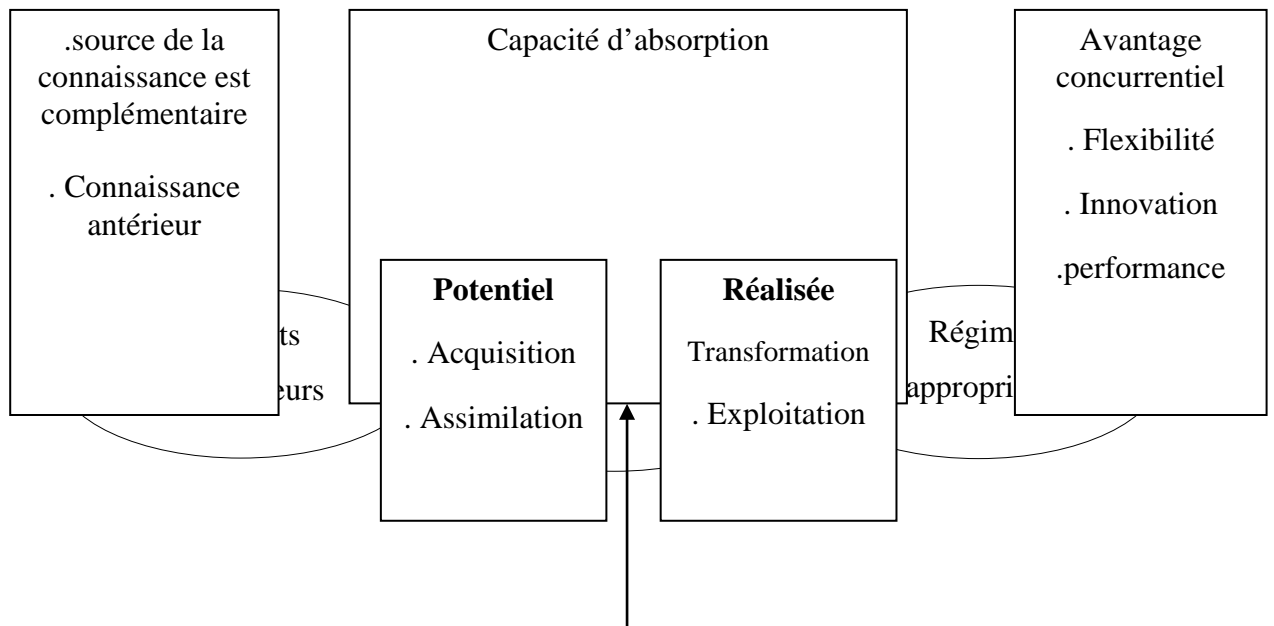 .source de la
connaissance est
complémentaire
. Connaissance
antérieur
Capacité d’absorption
Potentiel
. Acquisition
. Assimilation
Réalisée
Transformation
. Exploitation
Avantage
concurrentiel
. Flexibilité
. Innovation
.performance